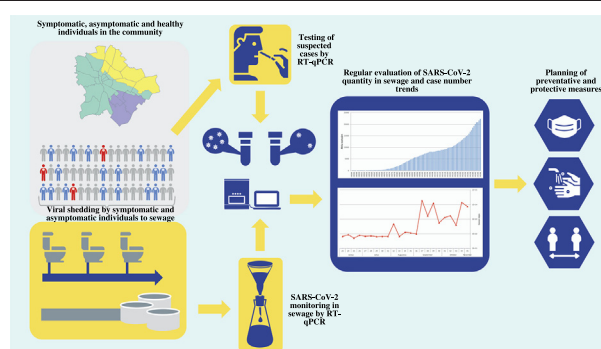 Symptomatic, asymptomatic and healthy
individuals in the community
Testing of
suspected
cases by
RT-qPCR
Regular evaluation of SARS-CoV-2
quantity in sewage and case number
trends
Planning of
preventative and
protective measures
Viral shedding by symptomatic and
asymptomatic individuals to sewage
SARS-CoV-2
monitoring in
sewage by RT-
qPCR